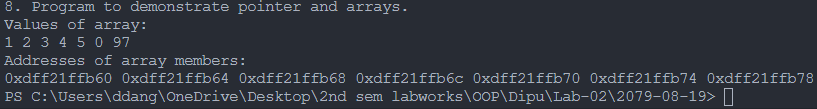 8. Program to demonstrate pointer and arrays.
Values of array:
1 2 3 4 5 0 97
Addresses of array members:
0xdff21ffb60 0xdff21ffb64 0xdff21ffb68 0xdff21ffb6c 0xdff21ffb70 0xdff21ffb74 0xdff21ffb78
PS C:\Users\ddang\OneDrive\Desktop\2nd sem labworks\OOP\Dipu\Lab-02\2079-08-19>